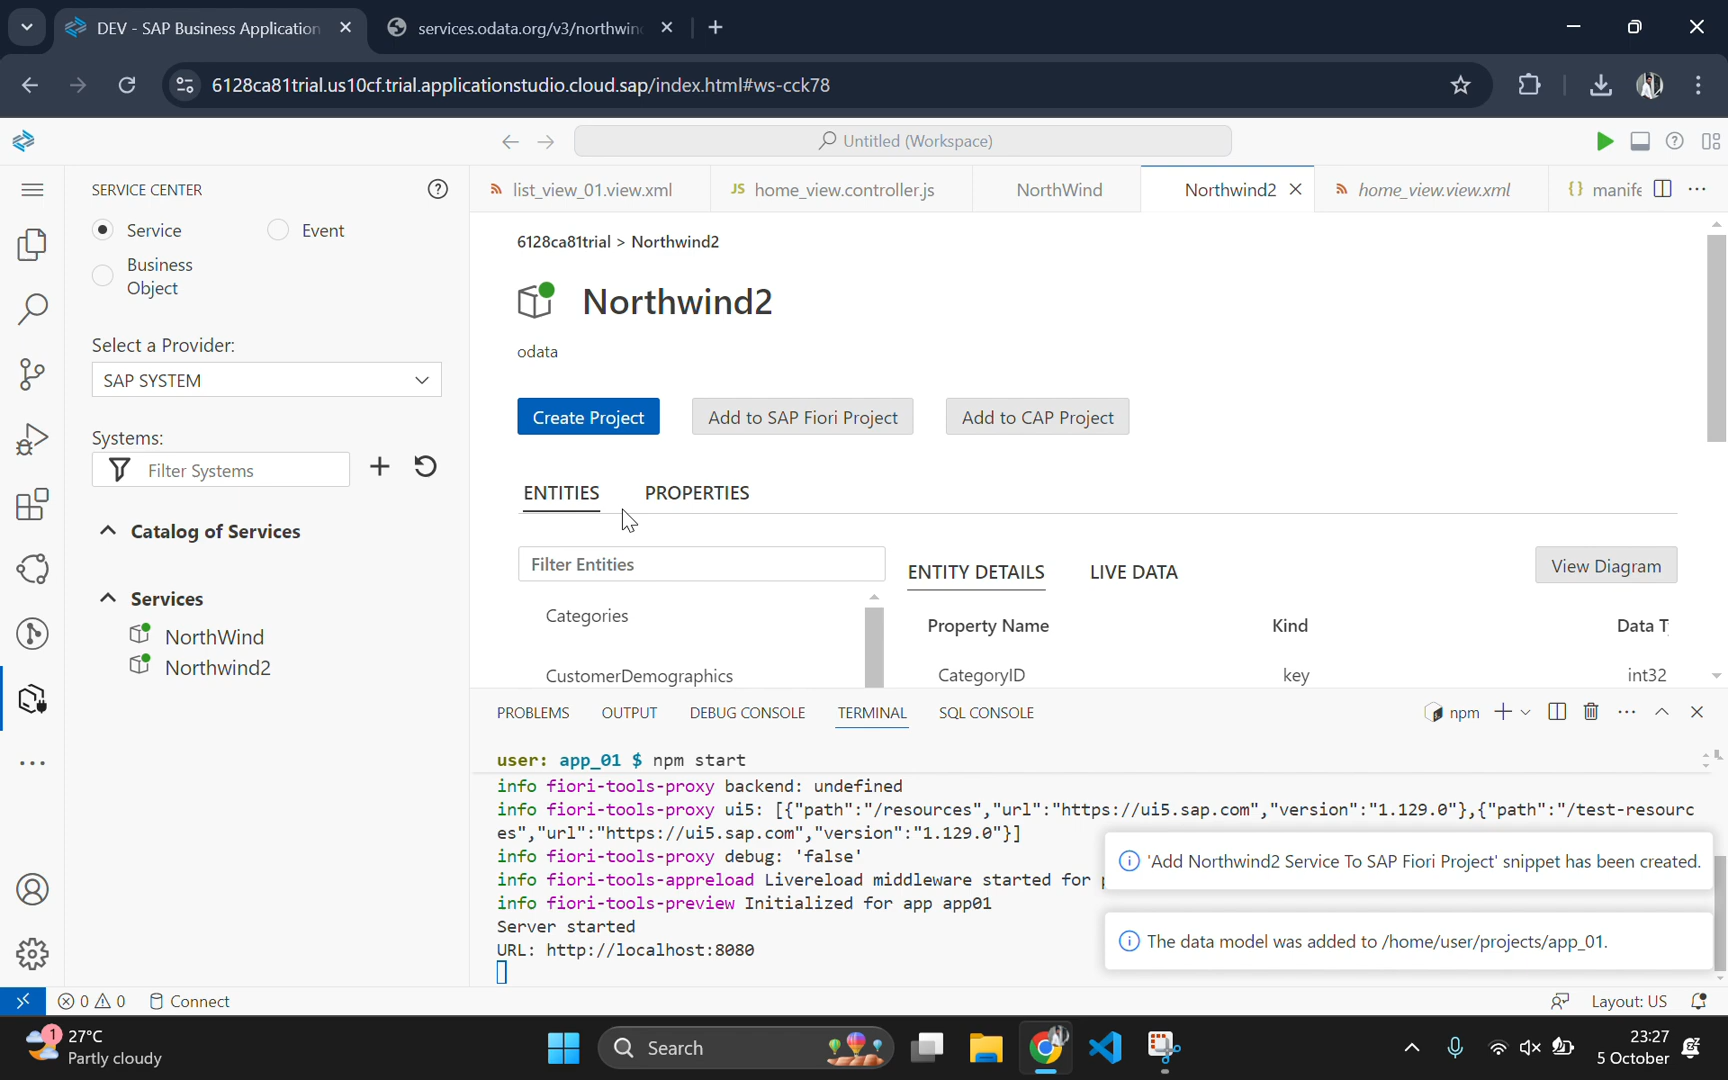 DEV - SAP Business Application
services.odata.org/v3/northwin
6128ca81trial.us10cf.trial.applicationstudio.cloud.sap/index.html#ws-cck78
Untitled (Workspace)
SERVICE CENTER
Service
Event
Business
Object
Select a Provider:
SAP SYSTEM
Systems:
Filter Systems
Catalog of Services
Services
NorthWind
Northwind2
list_view_01.view.xml
JS home_view.controller.js
NorthWind
Northwind2
home_view.view.xml
{} manife
6128ca81trial > Northwind2
Northwind2
odata
Create Project
Add to SAP Fiori Project
Add to CAP Project
ENTITIES
PROPERTIES
Filter Entities
ENTITY DETAILS
LIVE DATA
View Diagram
Categories
Property Name
Kind
Data T
CustomerDemographics
CategoryID
key
int32
PROBLEMS
OUTPUT
DEBUG CONSOLE
TERMINAL
SQL CONSOLE
npm
user: app_01 $ npm start
info fiori-tools-proxy backend: undefined
info fiori-tools-proxy ui5: [{"path":"/resources","url":"https://ui5.sap.com","version":"1.129.0"},{"path":"/test-resourc
es","url":"https://ui5.sap.com","version":"1.129.0"}]
info fiori-tools-proxy debug: 'false'
info fiori-tools-appreload Livereload middleware started for p
info fiori-tools-preview Initialized for app app01
Server started
URL: http://localhost:8080
'Add Northwind2 Service To SAP Fiori Project' snippet has been created.
The data model was added to /home/user/projects/app_01.
0 0
Connect
Layout: US
1
27°C
Partly cloudy
Search
23:27
5 October